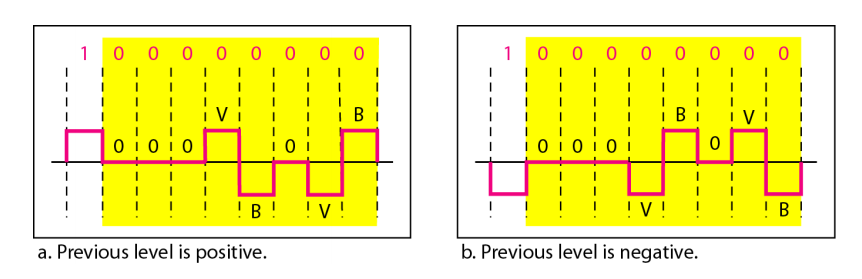 1 0 0 0 0 0 0 0 0
V B
0 0 0 0
B V
a. Previous level is positive.
1 0 0 0 0 0 0 0 0
B V
0 0 0 0
V B
b. Previous level is negative.